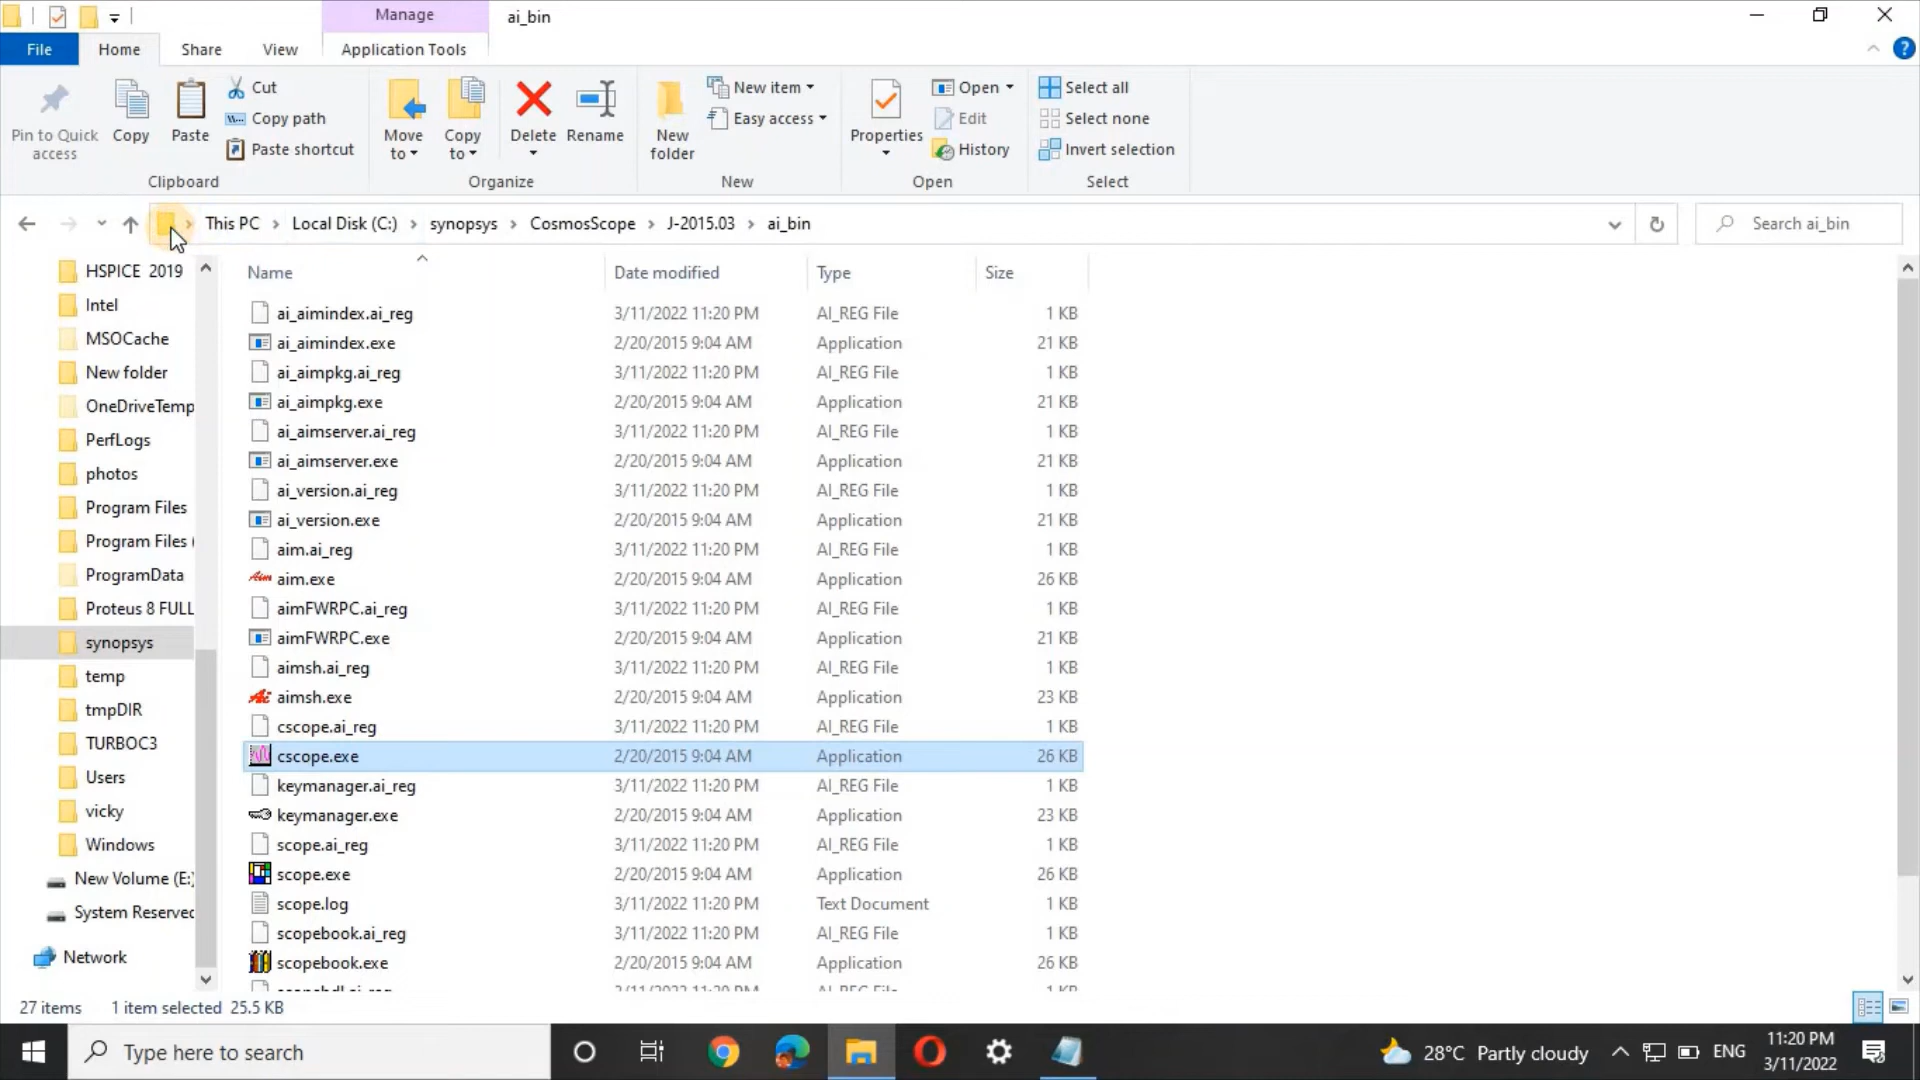 Manage
ai_bin
File
Home
Share
View
Application Tools
Pin to Quick access
Copy
Paste
Cut
Copy path
Paste shortcut
Clipboard
Move to
Copy to
Delete
Rename
Organize
New folder
New item
Easy access
New
Properties
Open
Edit
History
Open
Select all
Select none
Invert selection
Select
This PC > Local Disk (C:) > synopsys > CosmosScope > J-2015.03 > ai_bin
Search ai_bin
HSPICE 2019
Intel
MSOCache
New folder
OneDriveTemp
PerfLogs
photos
Program Files
Program Files (
ProgramData
Proteus 8 FULL
synopsys
temp
tmpDIR
TURBOC3
Users
vicky
Windows
New Volume (E:)
System Reserved
Network
Name Date modified Type Size
ai_aimindex.ai_reg 3/11/2022 11:20 PM AI_REG File 1 KB
ai_aimindex.exe 2/20/2015 9:04 AM Application 21 KB
ai_aimpkg.ai_reg 3/11/2022 11:20 PM AI_REG File 1 KB
ai_aimpkg.exe 2/20/2015 9:04 AM Application 21 KB
ai_aimserver.ai_reg 3/11/2022 11:20 PM AI_REG File 1 KB
ai_aimserver.exe 2/20/2015 9:04 AM Application 21 KB
ai_version.ai_reg 3/11/2022 11:20 PM AI_REG File 1 KB
ai_version.exe 2/20/2015 9:04 AM Application 21 KB
aim.ai_reg 3/11/2022 11:20 PM AI_REG File 1 KB
Aim aim.exe 2/20/2015 9:04 AM Application 26 KB
aimFWRPC.ai_reg 3/11/2022 11:20 PM AI_REG File 1 KB
aimFWRPC.exe 2/20/2015 9:04 AM Application 21 KB
aimsh.ai_reg 3/11/2022 11:20 PM AI_REG File 1 KB
Ai aimsh.exe 2/20/2015 9:04 AM Application 23 KB
cscope.ai_reg 3/11/2022 11:20 PM AI_REG File 1 KB
cscope.exe 2/20/2015 9:04 AM Application 26 KB
keymanager.ai_reg 3/11/2022 11:20 PM AI_REG File 1 KB
keymanager.exe 2/20/2015 9:04 AM Application 23 KB
scope.ai_reg 3/11/2022 11:20 PM AI_REG File 1 KB
scope.exe 2/20/2015 9:04 AM Application 26 KB
scope.log 3/11/2022 11:20 PM Text Document 1 KB
scopebook.ai_reg 3/11/2022 11:20 PM AI_REG File 1 KB
scopebook.exe 2/20/2015 9:04 AM Application 26 KB
27 items 1 item selected 25.5 KB
Type here to search
28°C Partly cloudy
ENG
11:20 PM
3/11/2022